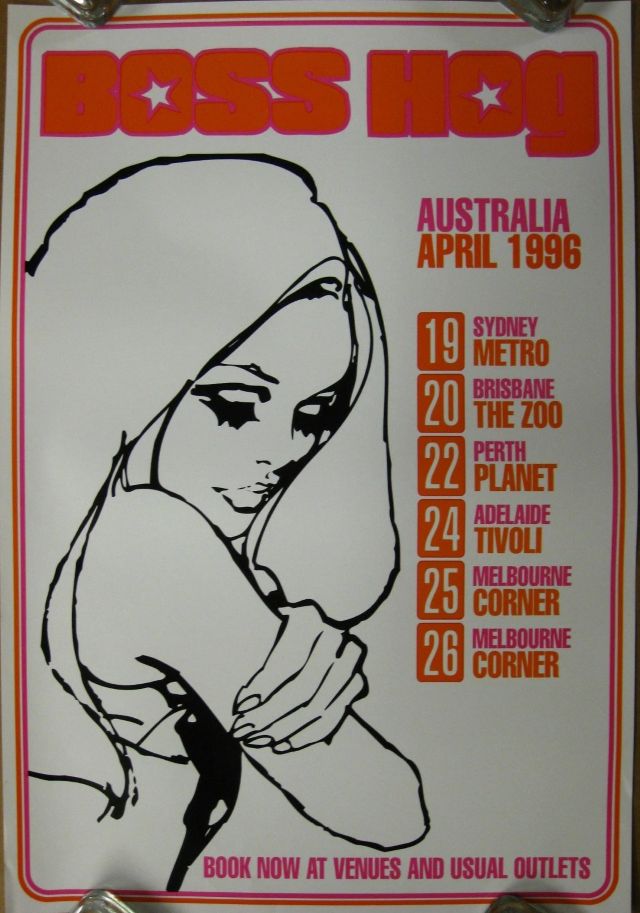 BOSS HOG
AUSTRALIA
APRIL 1996
19 SYDNEY
METRO
20 BRISBANE
THE ZOO
22 PERTH
PLANET
24 ADELAIDE
TIVOLI
25 MELBOURNE
CORNER
26 MELBOURNE
CORNER
BOOK NOW AT VENUES AND USUAL OUTLETS